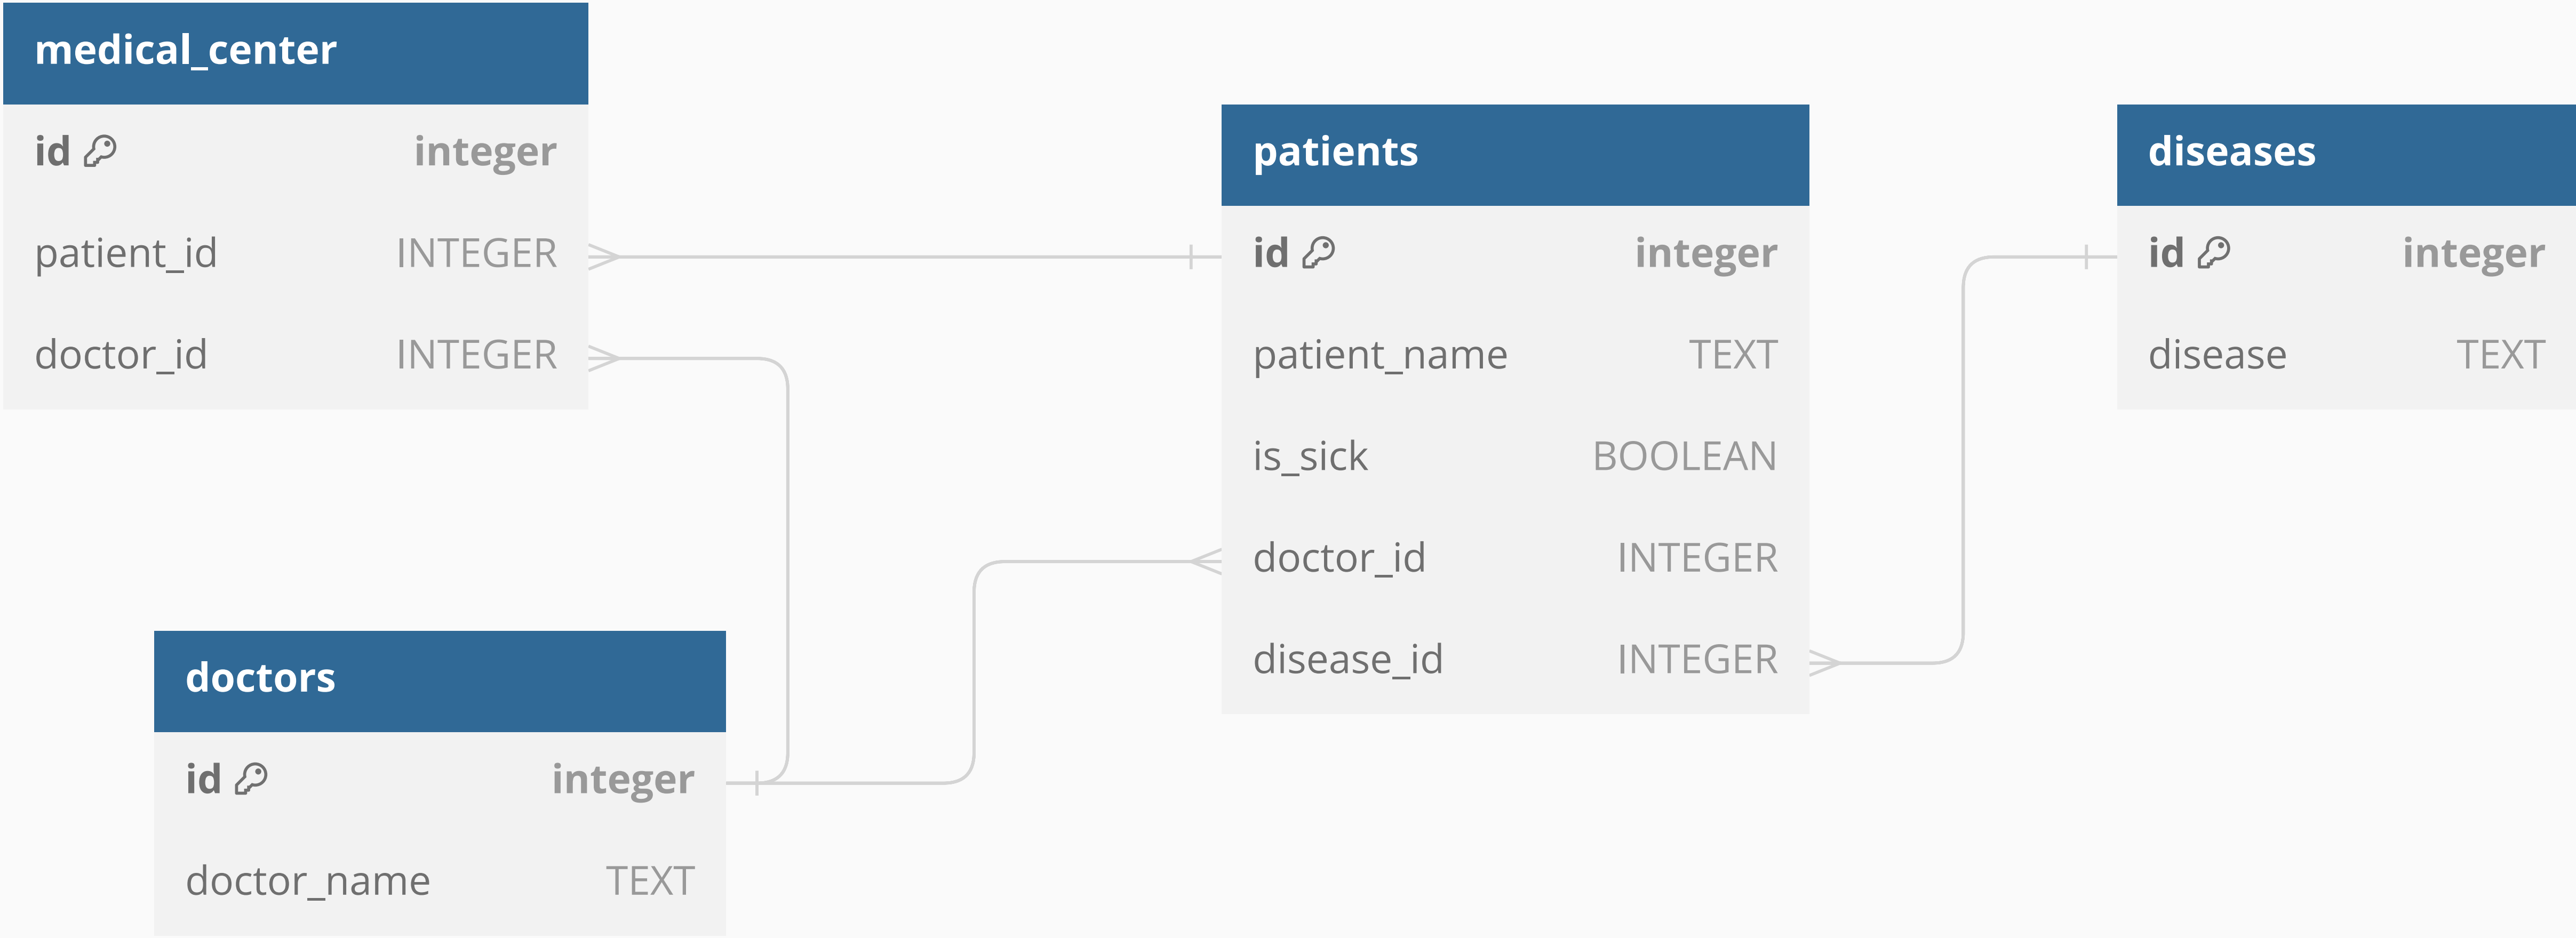 medical_center
id integer
patient_id INTEGER
doctor_id INTEGER
patients
id integer
patient_name TEXT
is_sick BOOLEAN
doctor_id INTEGER
disease_id INTEGER
diseases
id integer
disease TEXT
doctors
id integer
doctor_name TEXT